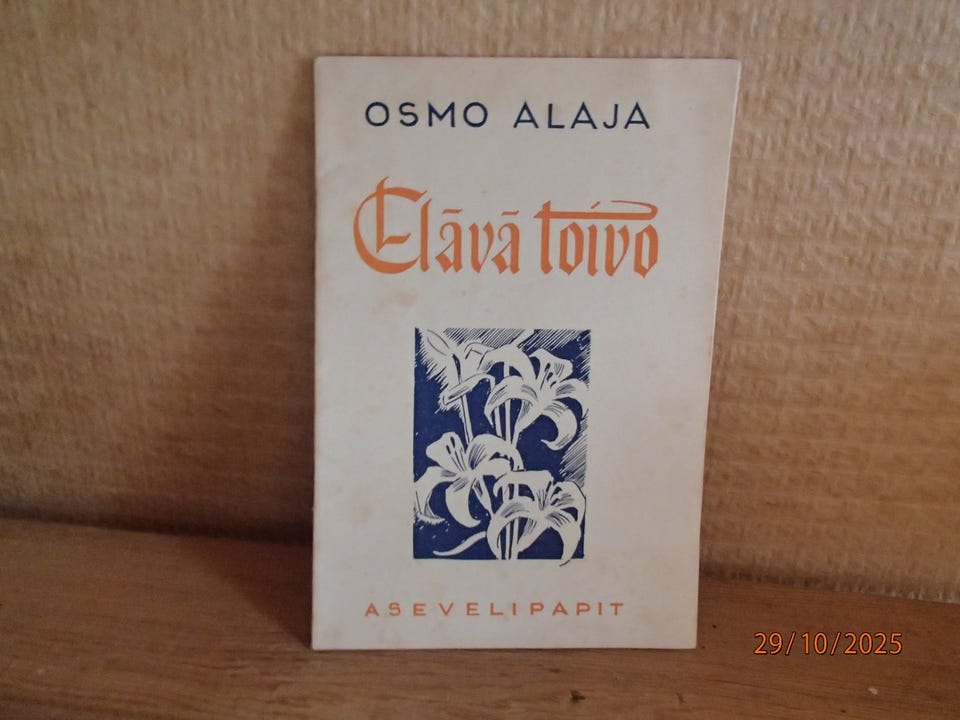 OSMO ALAJA
Elävä toivo
ASEVELIPAPIT
29/10/2025